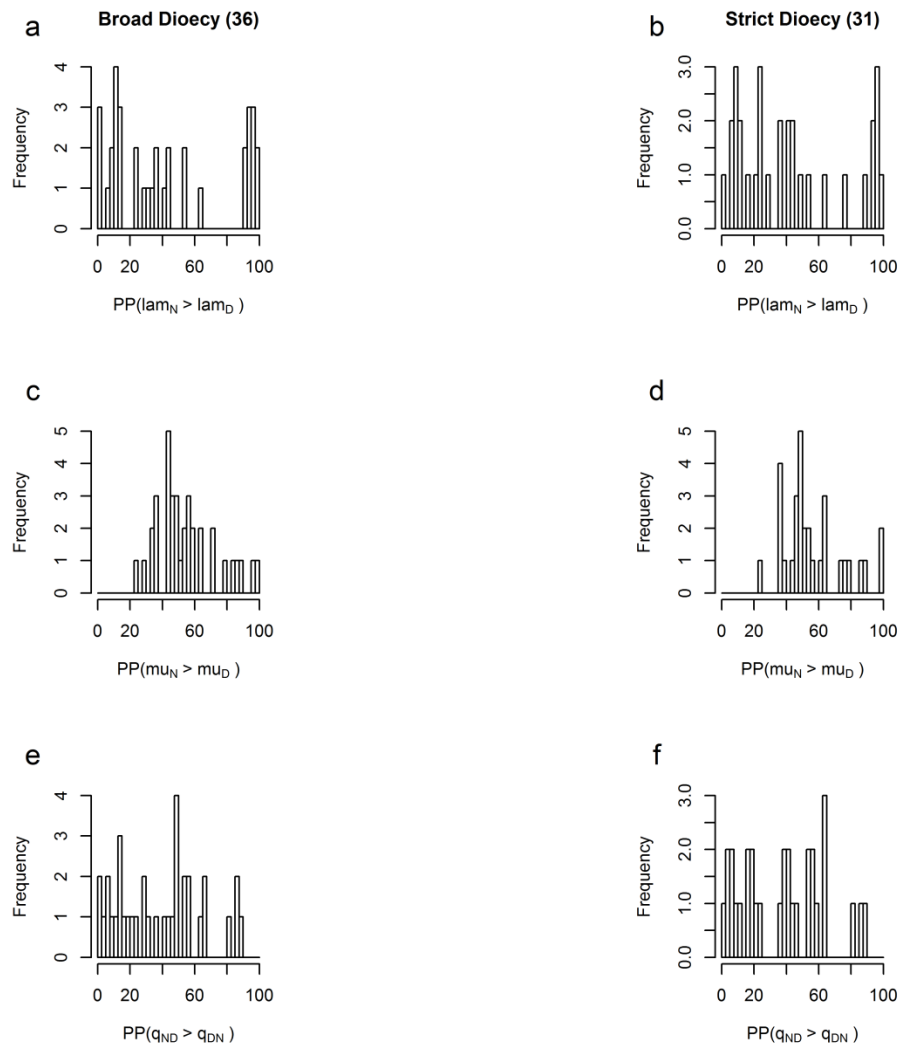 a
Broad Dioecy (36)
Frequency
0 1 2 3 4
0 20 60 100
PP(lam_N > lam_D )
b
Strict Dioecy (31)
Frequency
0.0 1.0 2.0 3.0
0 20 60 100
PP(lam_N > lam_D )
c
Frequency
0 1 2 3 4 5
0 20 60 100
PP(mu_N > mu_D )
d
Frequency
0 1 2 3 4 5
0 20 60 100
PP(mu_N > mu_D )
e
Frequency
0 1 2 3 4
0 20 60 100
PP(q_ND > q_DN )
f
Frequency
0.0 1.0 2.0 3.0
0 20 60 100
PP(q_ND > q_DN )